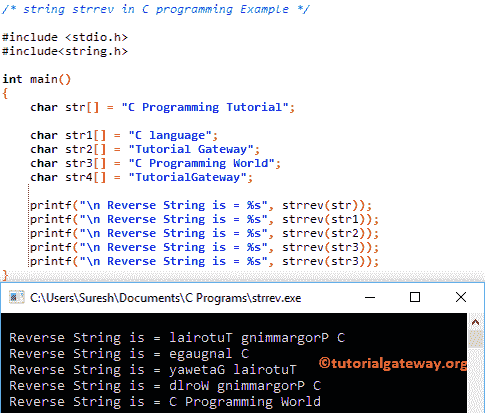 /* string strrev in C programming Example */
#include <stdio.h>
#include<string.h>
int main()
{
char str[] = "C Programming Tutorial";
char str1[] = "C language";
char str2[] = "Tutorial Gateway";
char str3[] = "C Programming World";
char str4[] = "TutorialGateway";
printf("\n Reverse String is = %s", strrev(str));
printf("\n Reverse String is = %s", strrev(str1));
printf("\n Reverse String is = %s", strrev(str2));
printf("\n Reverse String is = %s", strrev(str3));
printf("\n Reverse String is = %s", strrev(str3));
}
C:\Users\Suresh\Documents\C Programs\strrev.exe
Reverse String is = lairotuT gnimmargorP C
Reverse String is = egaugnal C
Reverse String is = yawetaG lairotuT
Reverse String is = dlroW gnimmargorP C
Reverse String is = C Programming World
©tutorialgateway.org